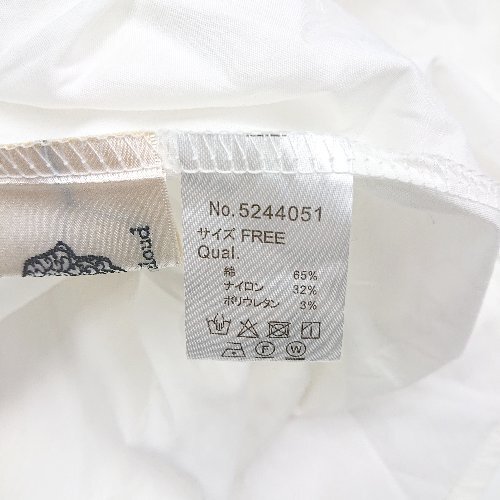 No.5244051
サイズ FREE
Qual.
綿 65%
ナイロン 32%
ポリウレタン 3%
F W
loud